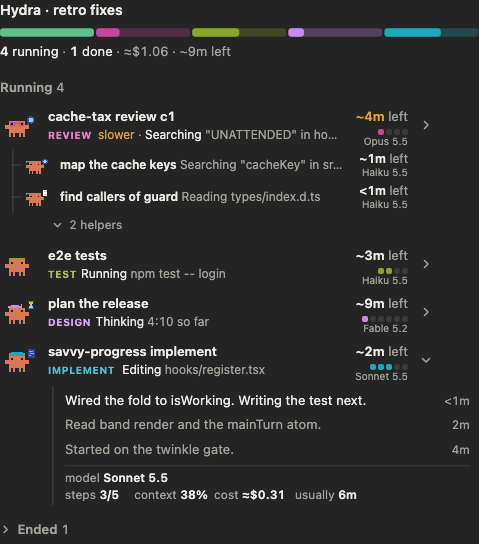 Hydra · retro fixes
4 running · 1 done · ≈$1.06 · ~9m left
Running 4
cache-tax review c1 ~4m left
REVIEW slower · Searching "UNATTENDED" in ho... Opus 5.5
map the cache keys Searching "cacheKey" in sr... ~1m left
Haiku 5.5
find callers of guard Reading types/index.d.ts <1m left
Haiku 5.5
2 helpers
e2e tests ~3m left
TEST Running npm test -- login Haiku 5.5
plan the release ~9m left
DESIGN Thinking 4:10 so far Fable 5.2
savvy-progress implement ~2m left
IMPLEMENT Editing hooks/register.tsx Sonnet 5.5
Wired the fold to isWorking. Writing the test next. <1m
Read band render and the mainTurn atom. 2m
Started on the twinkle gate. 4m
model Sonnet 5.5
steps 3/5 context 38% cost ≈$0.31 usually 6m
Ended 1